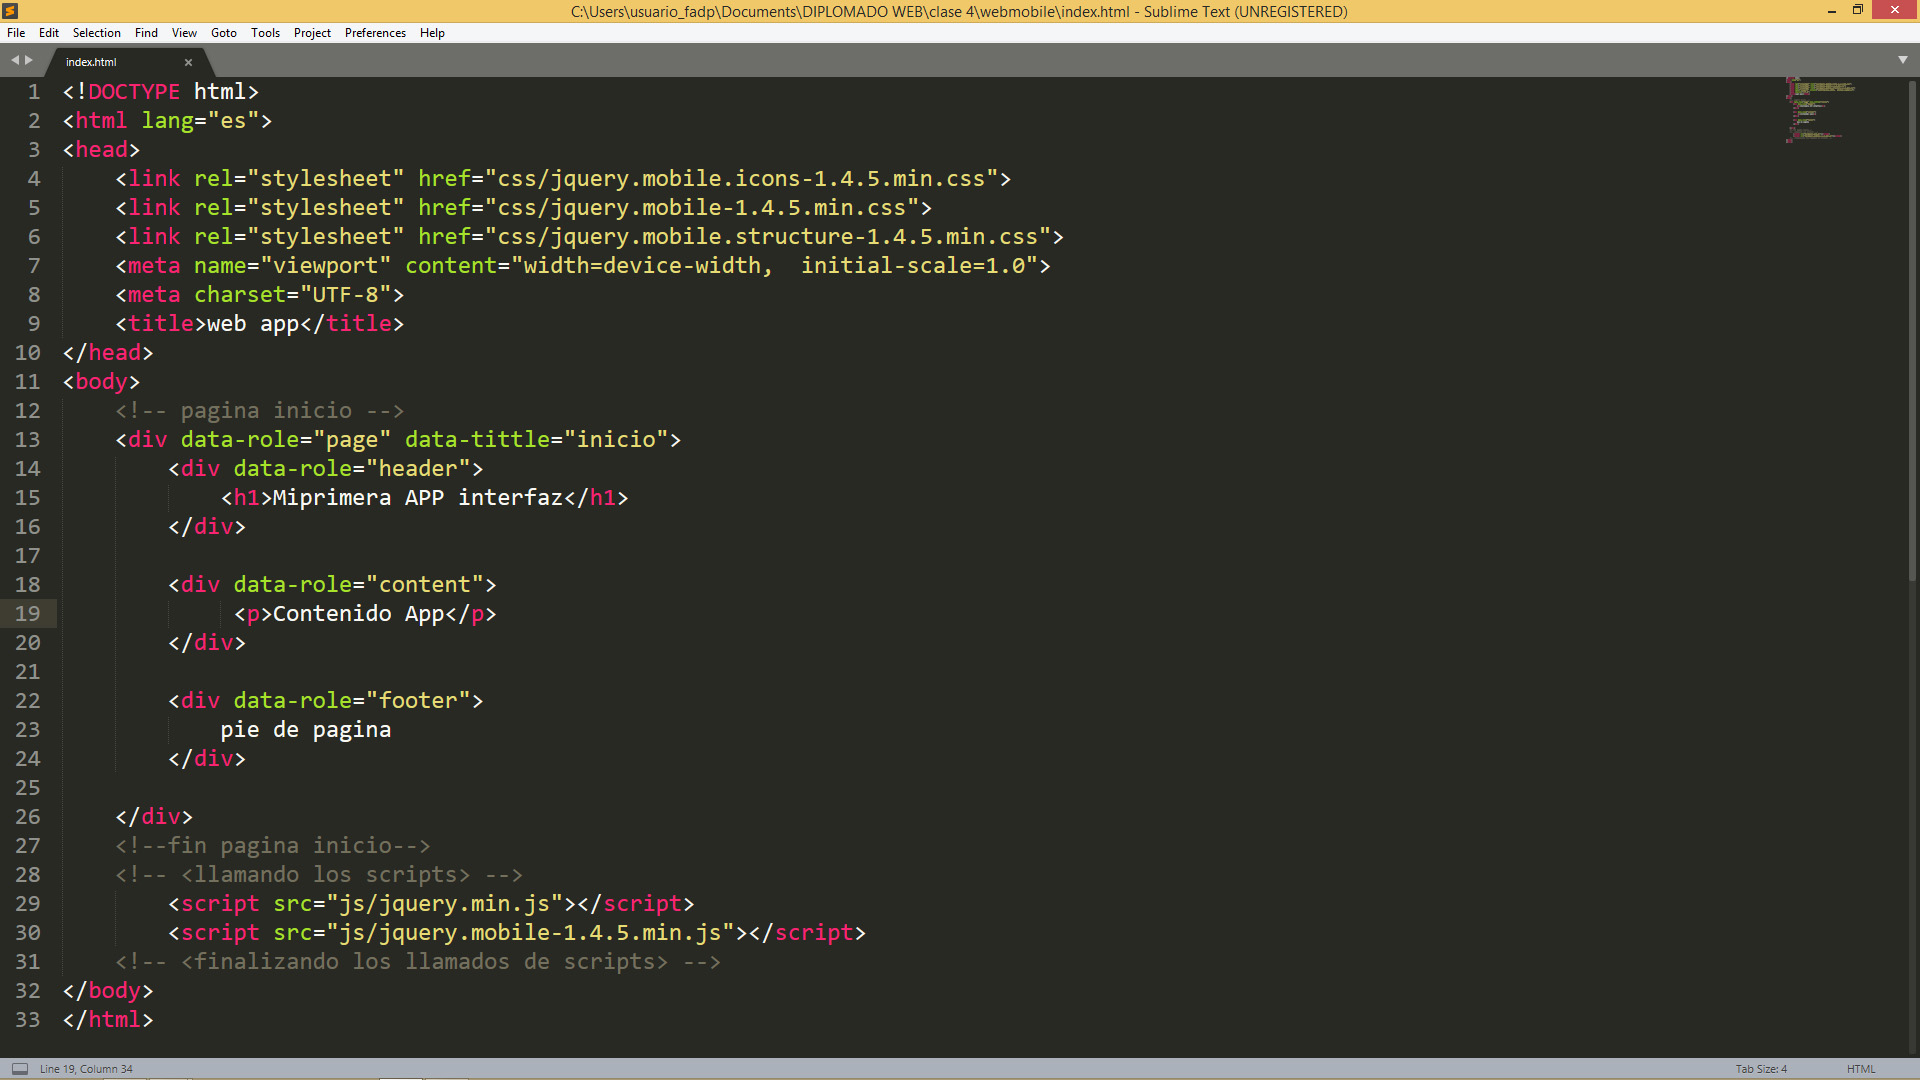 C:\Users\usuario_fadp\Documents\DIPLOMADO WEB\clase 4\webmobile\index.html - Sublime Text (UNREGISTERED)
File Edit Selection Find View Goto Tools Project Preferences Help
index.html
1 <!DOCTYPE html>
2 <html lang="es">
3 <head>
4 <link rel="stylesheet" href="css/jquery.mobile.icons-1.4.5.min.css">
5 <link rel="stylesheet" href="css/jquery.mobile-1.4.5.min.css">
6 <link rel="stylesheet" href="css/jquery.mobile.structure-1.4.5.min.css">
7 <meta name="viewport" content="width=device-width,  initial-scale=1.0">
8 <meta charset="UTF-8">
9 <title>web app</title>
10 </head>
11 <body>
12 <!-- pagina inicio -->
13 <div data-role="page" data-tittle="inicio">
14 <div data-role="header">
15 <h1>Miprimera APP interfaz</h1>
16 </div>
17
18 <div data-role="content">
19 <p>Contenido App</p>
20 </div>
21
22 <div data-role="footer">
23 pie de pagina
24 </div>
25
26 </div>
27 <!--fin pagina inicio-->
28 <!-- <llamando los scripts> -->
29 <script src="js/jquery.min.js"></script>
30 <script src="js/jquery.mobile-1.4.5.min.js"></script>
31 <!-- <finalizando los llamados de scripts> -->
32 </body>
33 </html>
Line 19, Column 34 Tab Size: 4 HTML